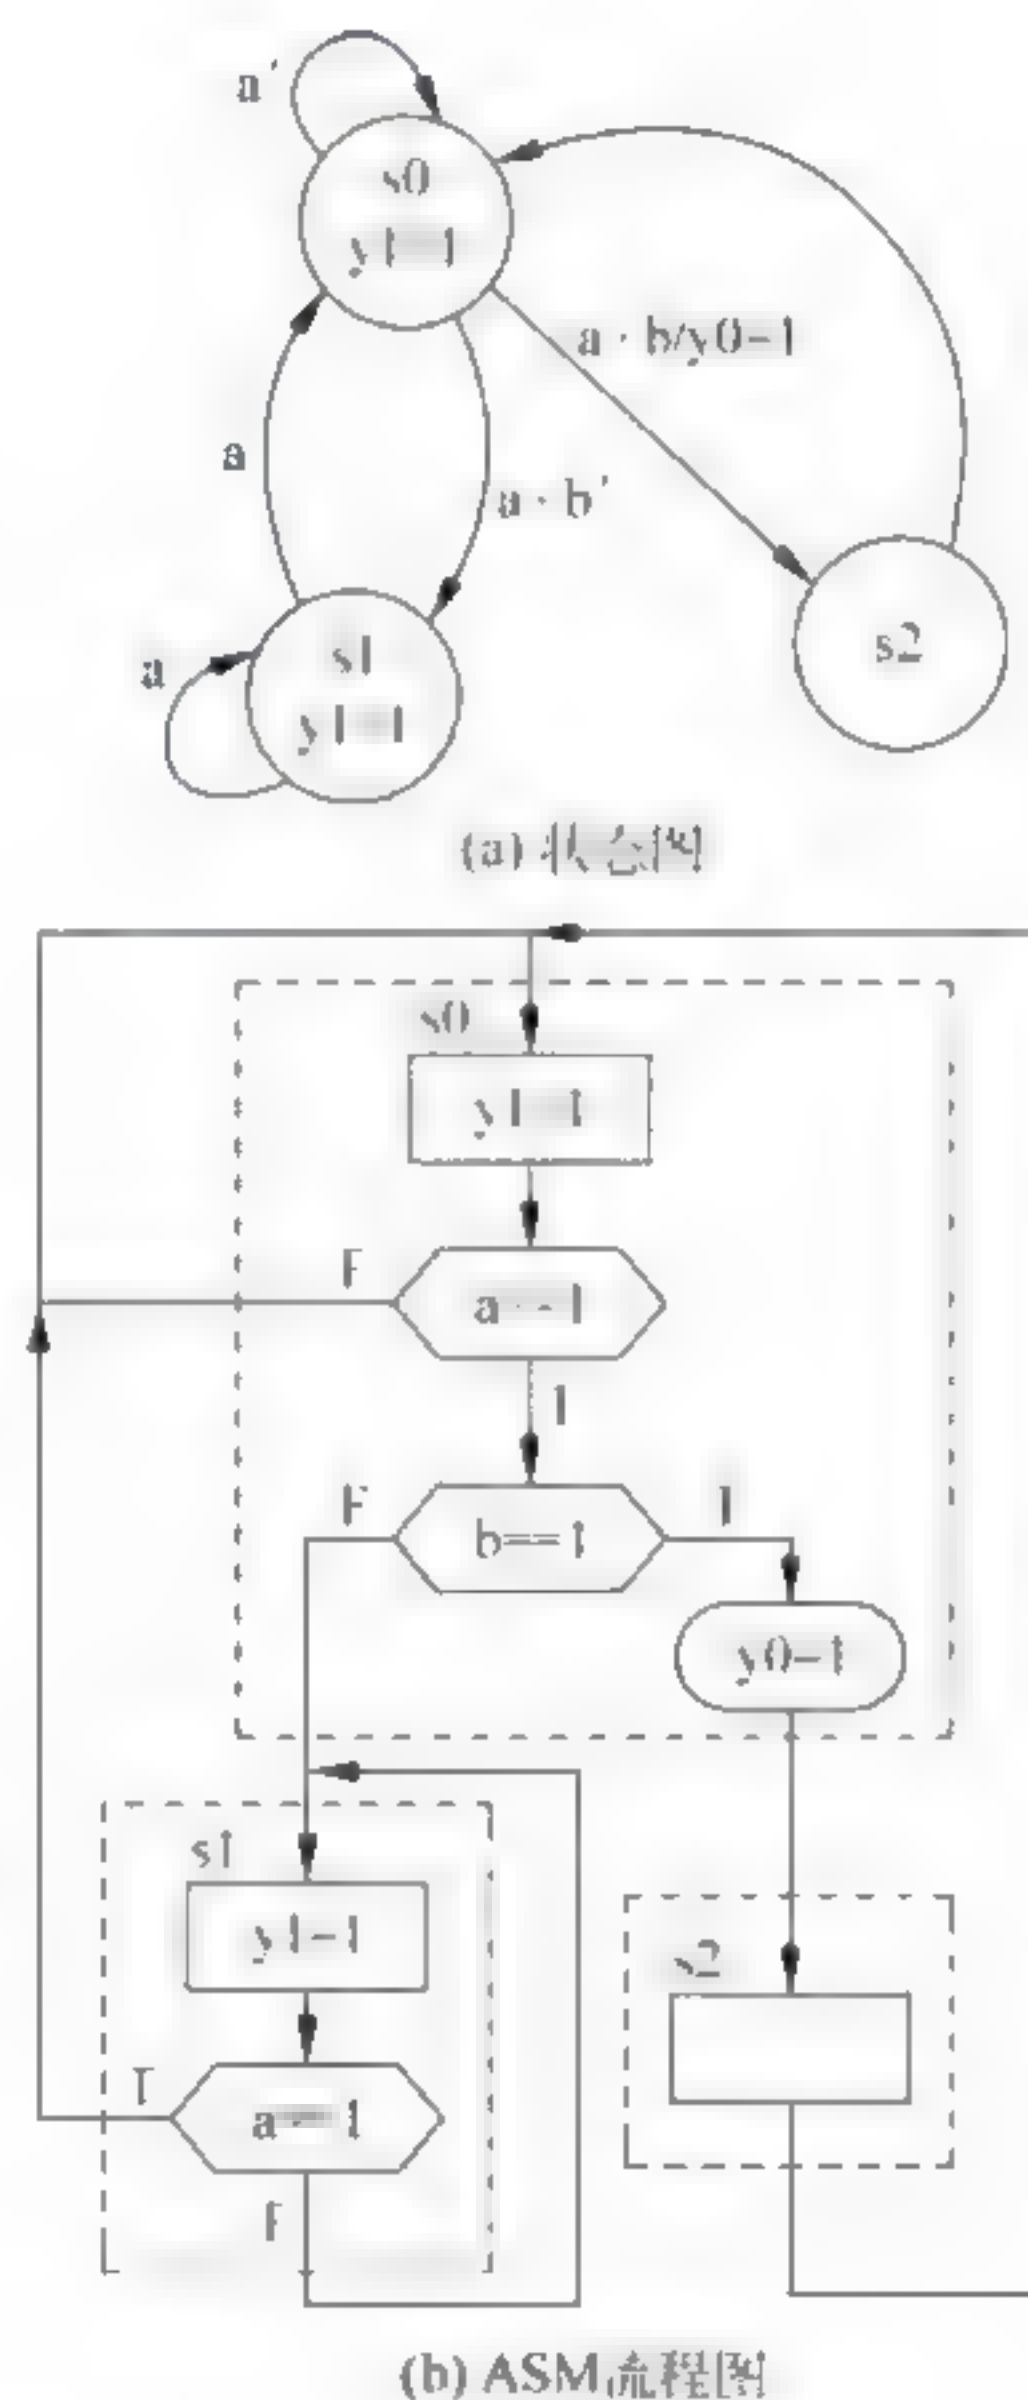 a′
s0
y1=1
a · b/y0=1
a
a · b′
s2
a
s1
y1=1
(a) 状态图
s0
y1=1
F
a==1
T
F
T
b==1
y0=1
s1
y1=1
s2
T
a==1
F
(b) ASM流程图